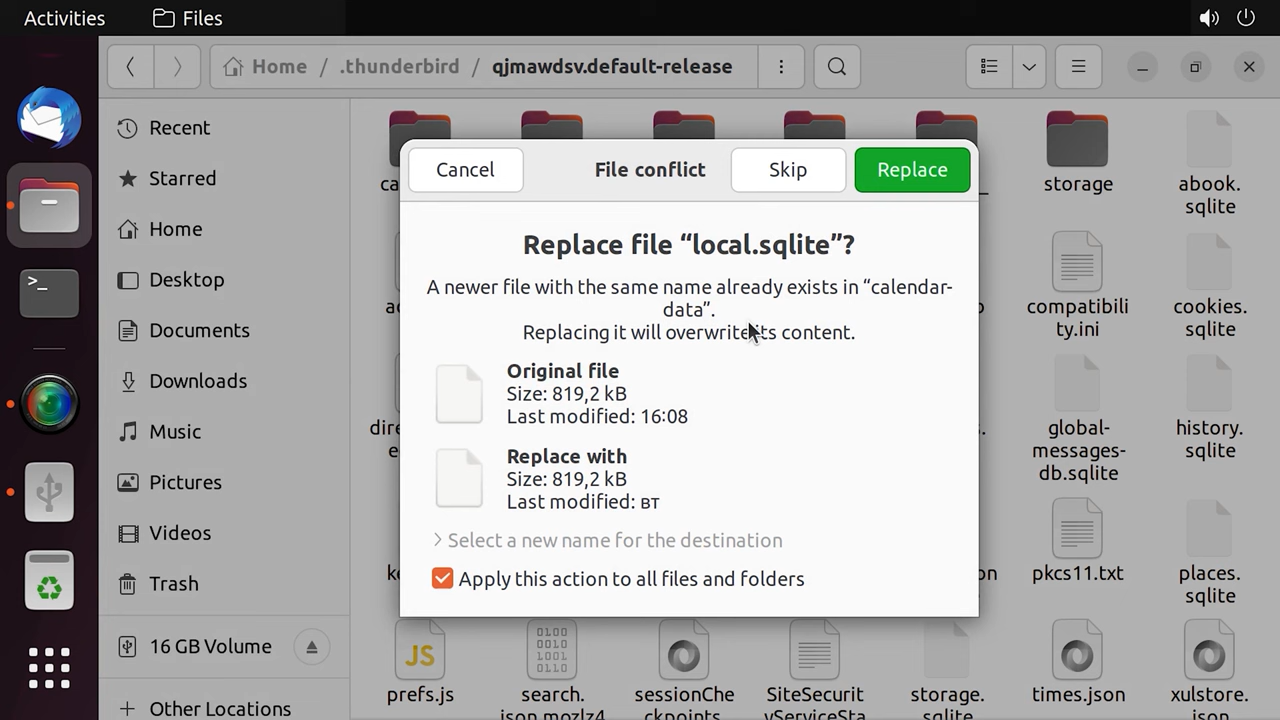 Activities
Files
Home / .thunderbird / qjmawdsv.default-release
Recent
Starred
Home
Desktop
Documents
Downloads
Music
Pictures
Videos
Trash
16 GB Volume
Other Locations
Cancel
File conflict
Skip
Replace
Replace file “local.sqlite”?
A newer file with the same name already exists in “calendar-
data”.
Replacing it will overwrite its content.
Original file
Size: 819,2 kB
Last modified: 16:08
Replace with
Size: 819,2 kB
Last modified: вт
Select a new name for the destination
Apply this action to all files and folders
storage
abook.
sqlite
compatibili
ty.ini
cookies.
sqlite
global-
messages-
db.sqlite
history.
sqlite
pkcs11.txt
places.
sqlite
prefs.js
JS
search.
json.mozlz4
sessionChe
ckpoints.
SiteSecurit
yServiceSta
storage.
sqlite
times.json
xulstore.
json